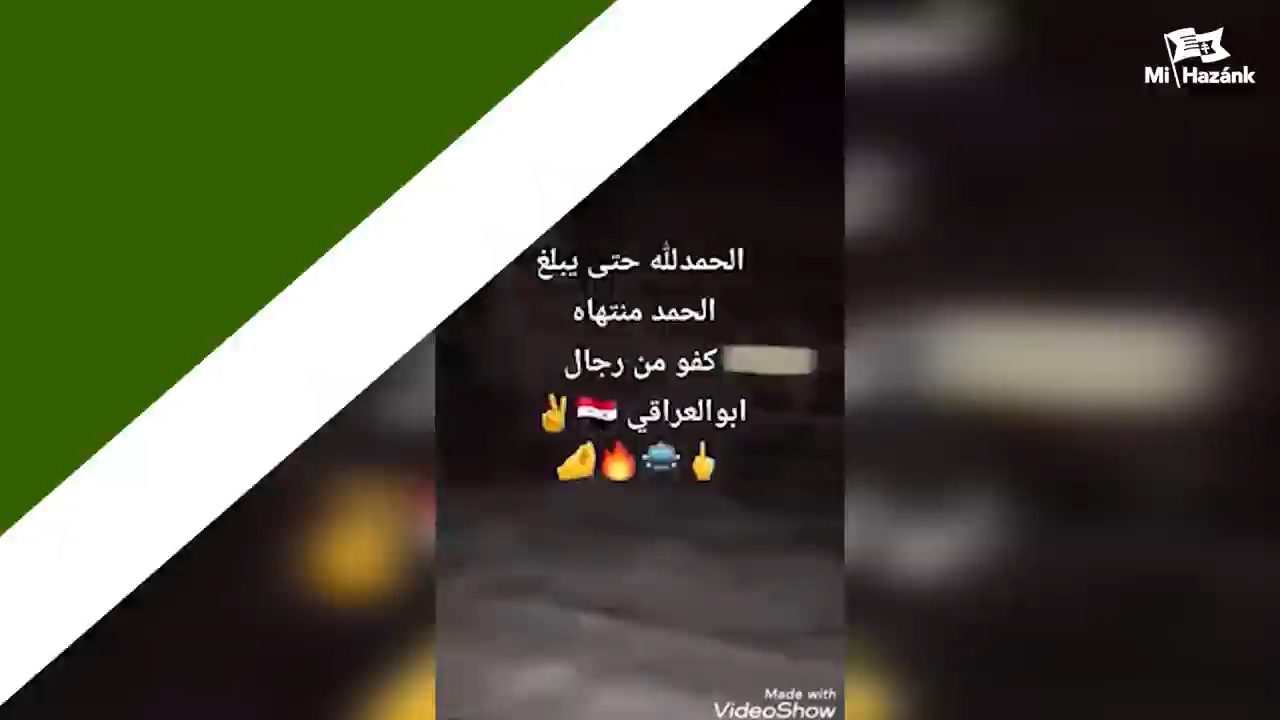 Mi Hazánk
الحمدلله حتى يبلغ
الحمد منتهاه
كفو من رجال
ابوالعراقي
Made with
VideoShow